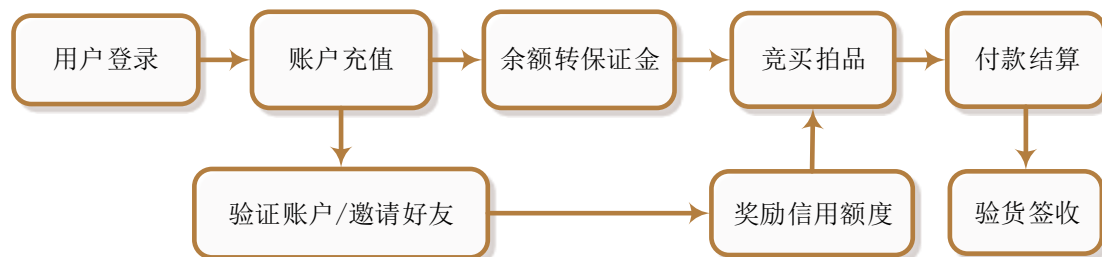 用户登录
账户充值
余额转保证金
竞买拍品
付款结算
验证账户/邀请好友
奖励信用额度
验货签收